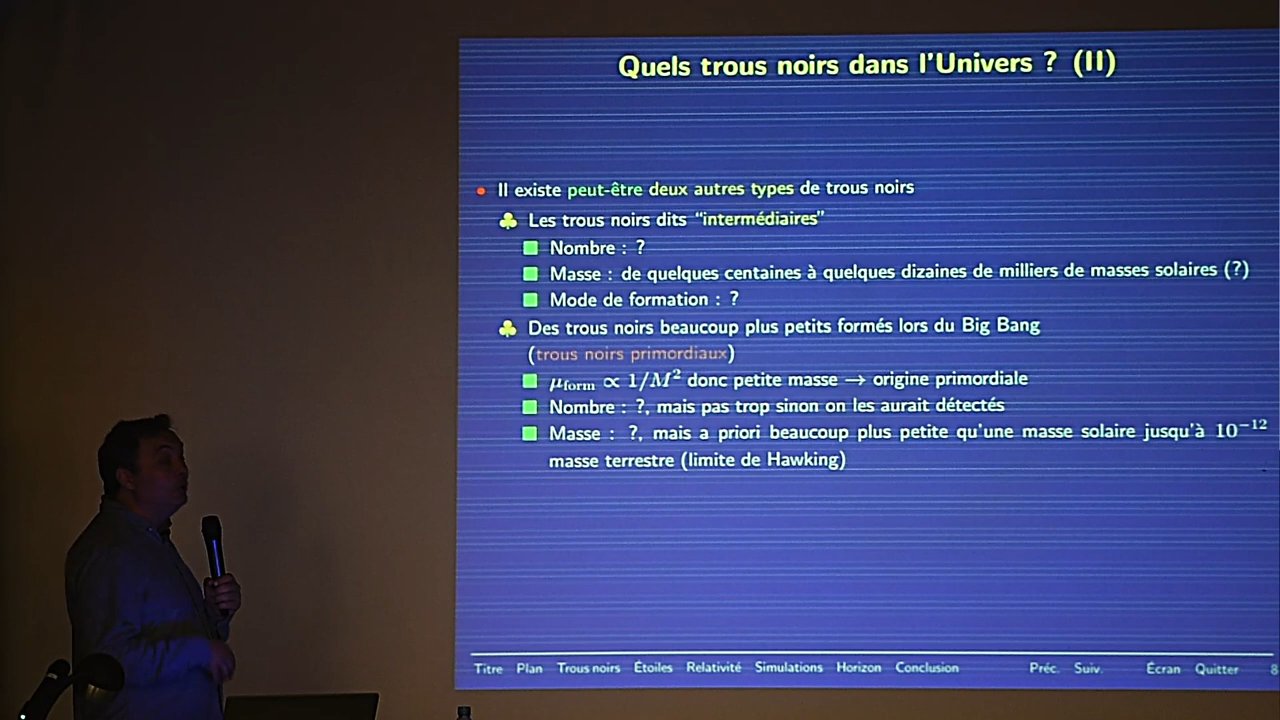 Quels trous noirs dans l'Univers ? (II)
• Il existe peut-être deux autres types de trous noirs
♣ Les trous noirs dits "intermédiaires"
■ Nombre : ?
■ Masse : de quelques centaines à quelques dizaines de milliers de masses solaires (?)
■ Mode de formation : ?
♣ Des trous noirs beaucoup plus petits formés lors du Big Bang
(trous noirs primordiaux)
■ μ_form ∝ 1/M² donc petite masse → origine primordiale
■ Nombre : ?, mais pas trop sinon on les aurait détectés
■ Masse : ?, mais a priori beaucoup plus petite qu'une masse solaire jusqu'à 10⁻¹²
masse terrestre (limite de Hawking)
Titre Plan Trous noirs Étoiles Relativité Simulations Horizon Conclusion Préc. Suiv. Écran Quitter 8